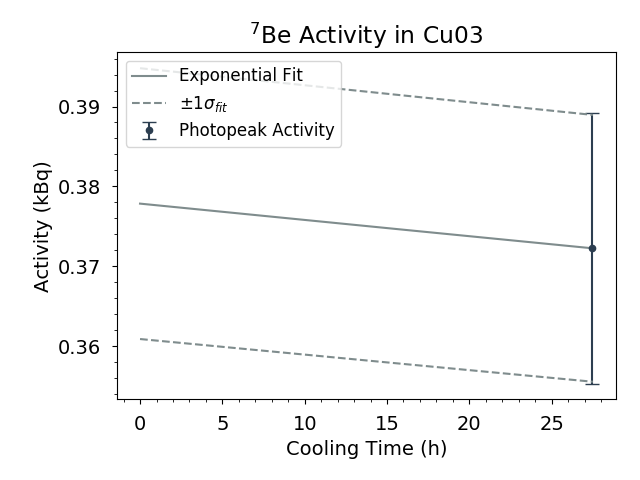 ⁷Be Activity in Cu03
Exponential Fit
±1σ_fit
Photopeak Activity
Activity (kBq)
0.39
0.38
0.37
0.36
0 5 10 15 20 25
Cooling Time (h)